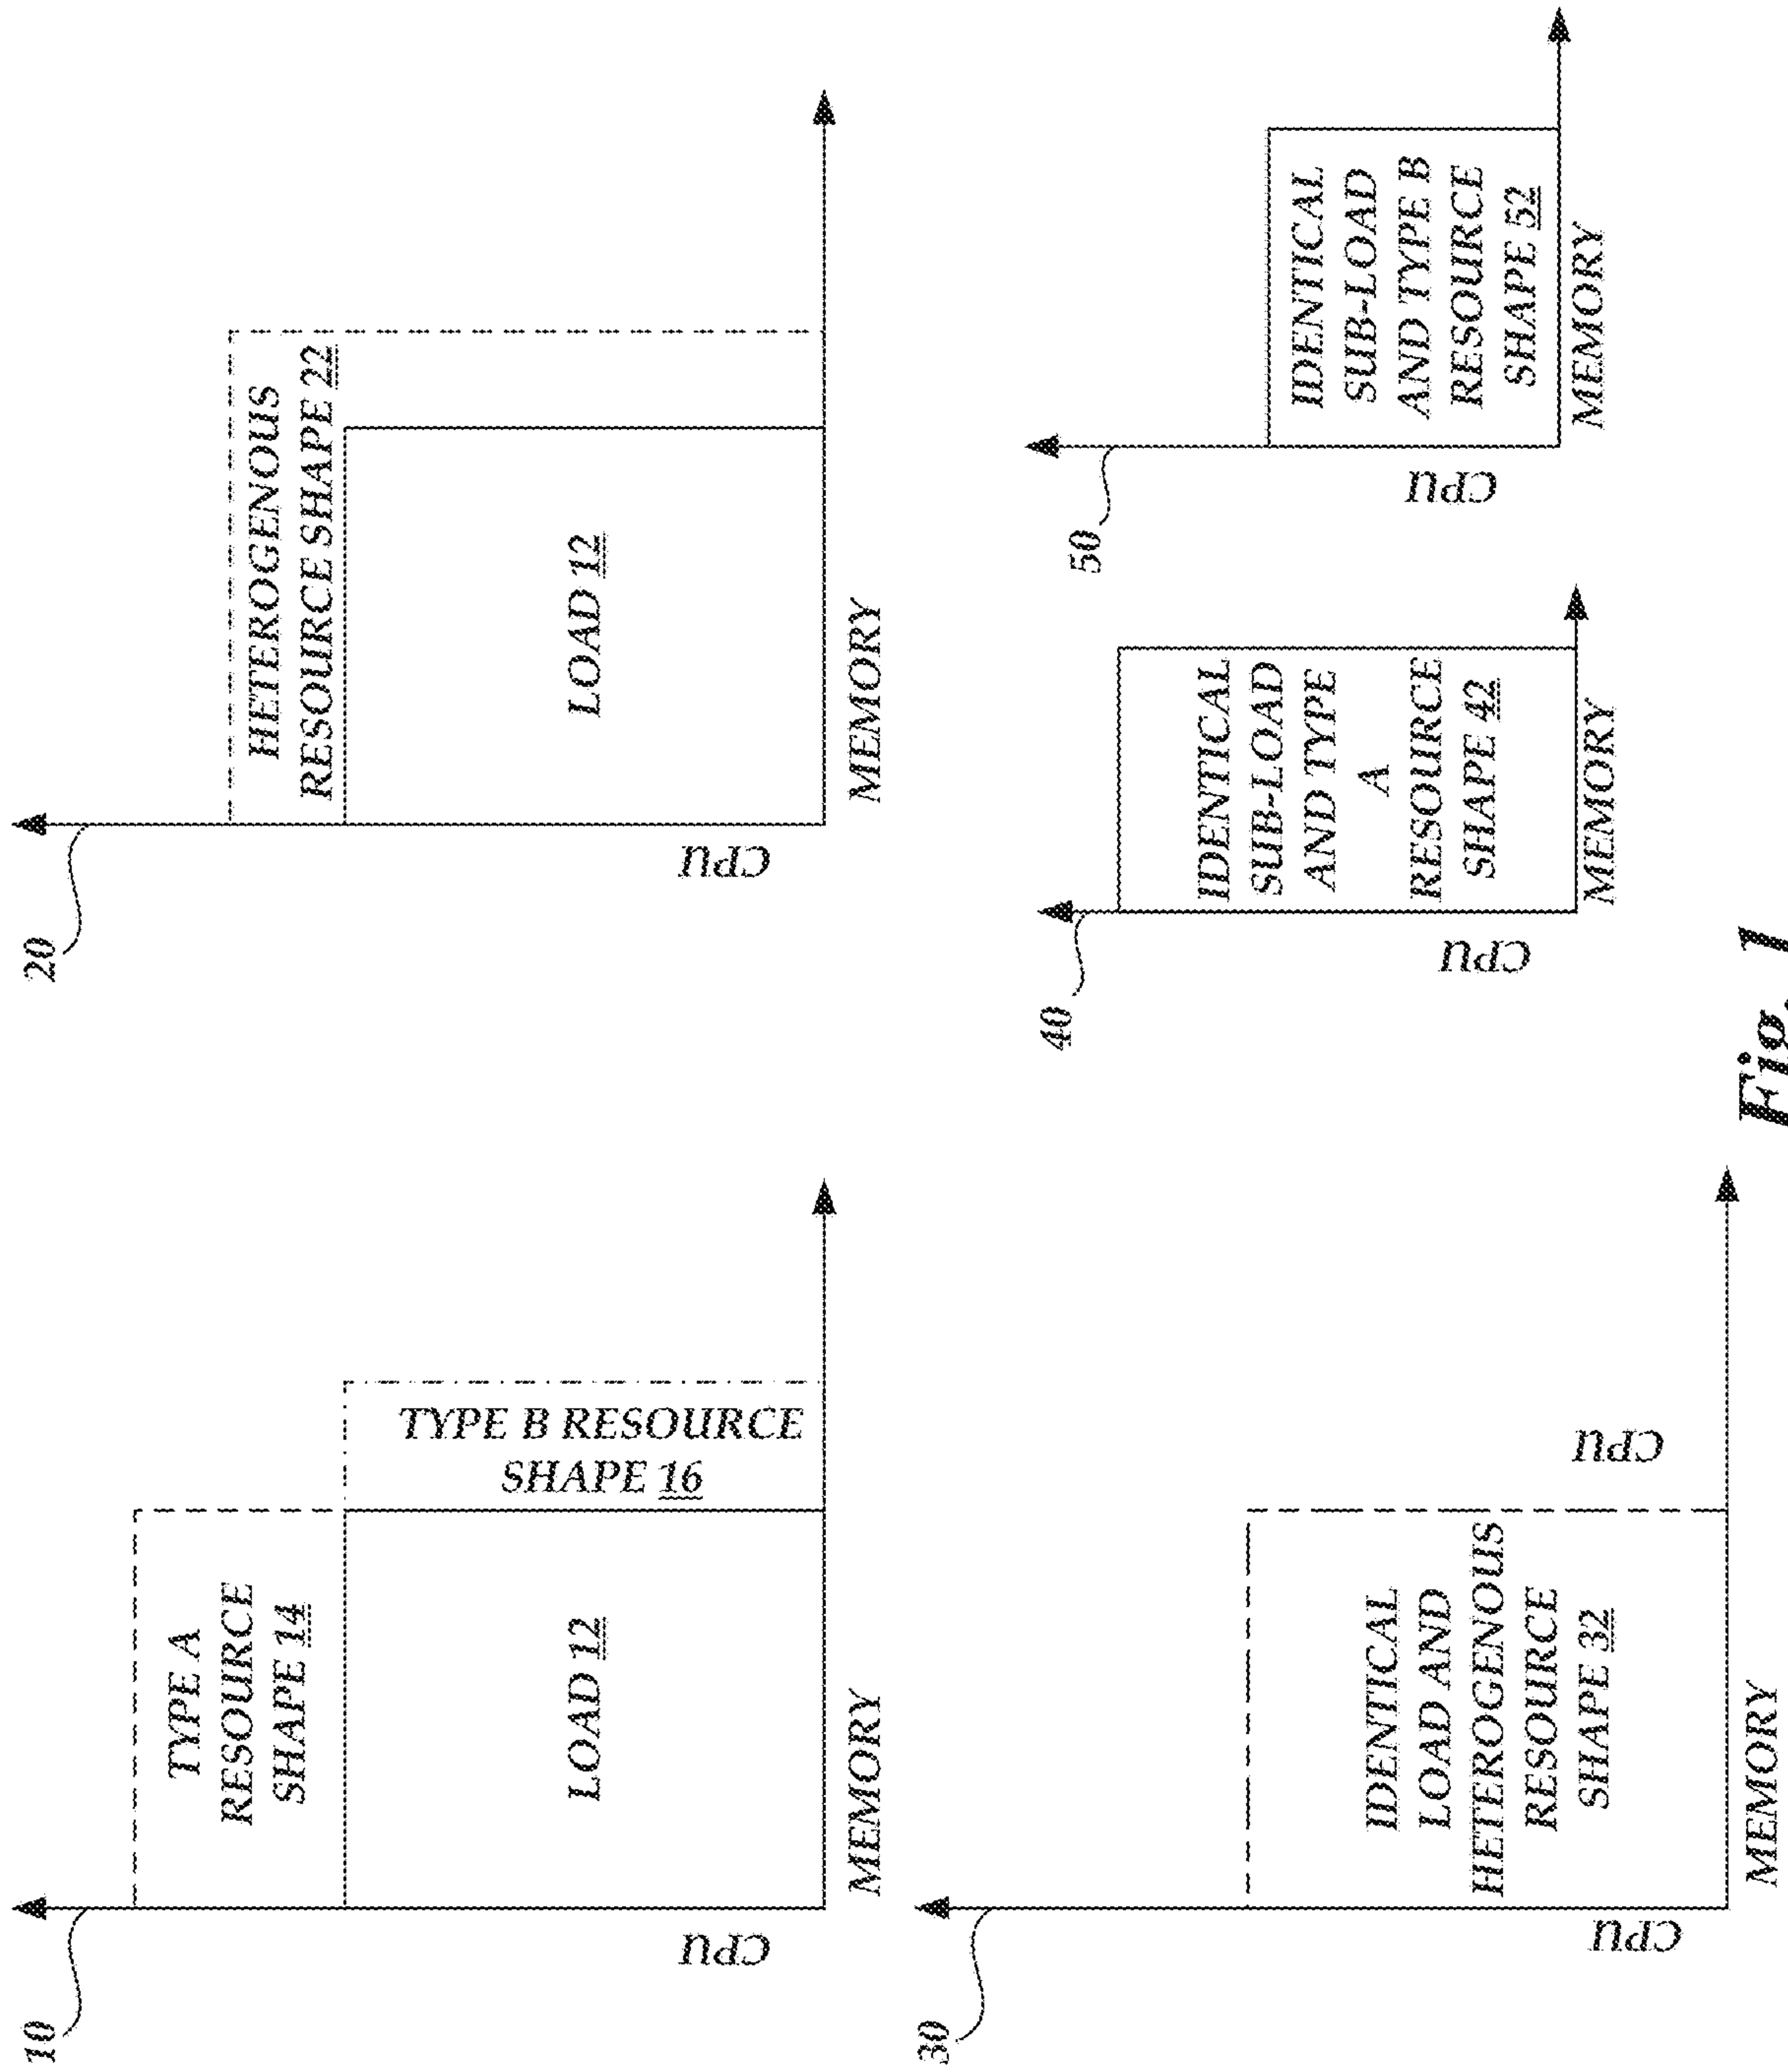 10
CPU
TYPE A
RESOURCE
SHAPE 14
LOAD 12
TYPE B RESOURCE
SHAPE 16
MEMORY
20
CPU
HETEROGENOUS
RESOURCE SHAPE 22
LOAD 12
MEMORY
30
CPU
IDENTICAL
LOAD AND
HETEROGENOUS
RESOURCE
SHAPE 32
CPU
MEMORY
40
CPU
IDENTICAL
SUB-LOAD
AND TYPE
A
RESOURCE
SHAPE 42
MEMORY
50
CPU
IDENTICAL
SUB-LOAD
AND TYPE B
RESOURCE
SHAPE 52
MEMORY
Fig. 1